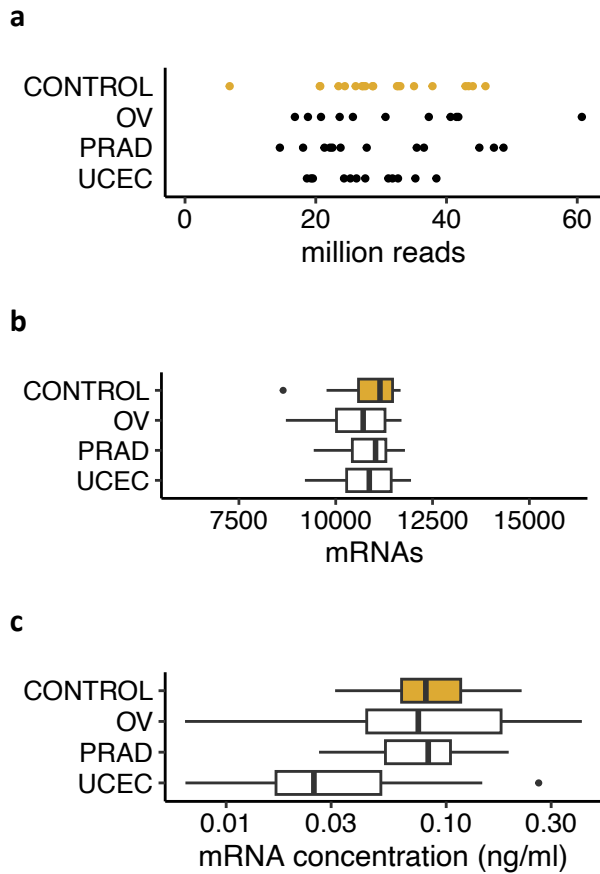 a
CONTROL
OV
PRAD
UCEC
0 20 40 60
million reads
b
CONTROL
OV
PRAD
UCEC
7500 10000 12500 15000
mRNAs
c
CONTROL
OV
PRAD
UCEC
0.01 0.03 0.10 0.30
mRNA concentration (ng/ml)